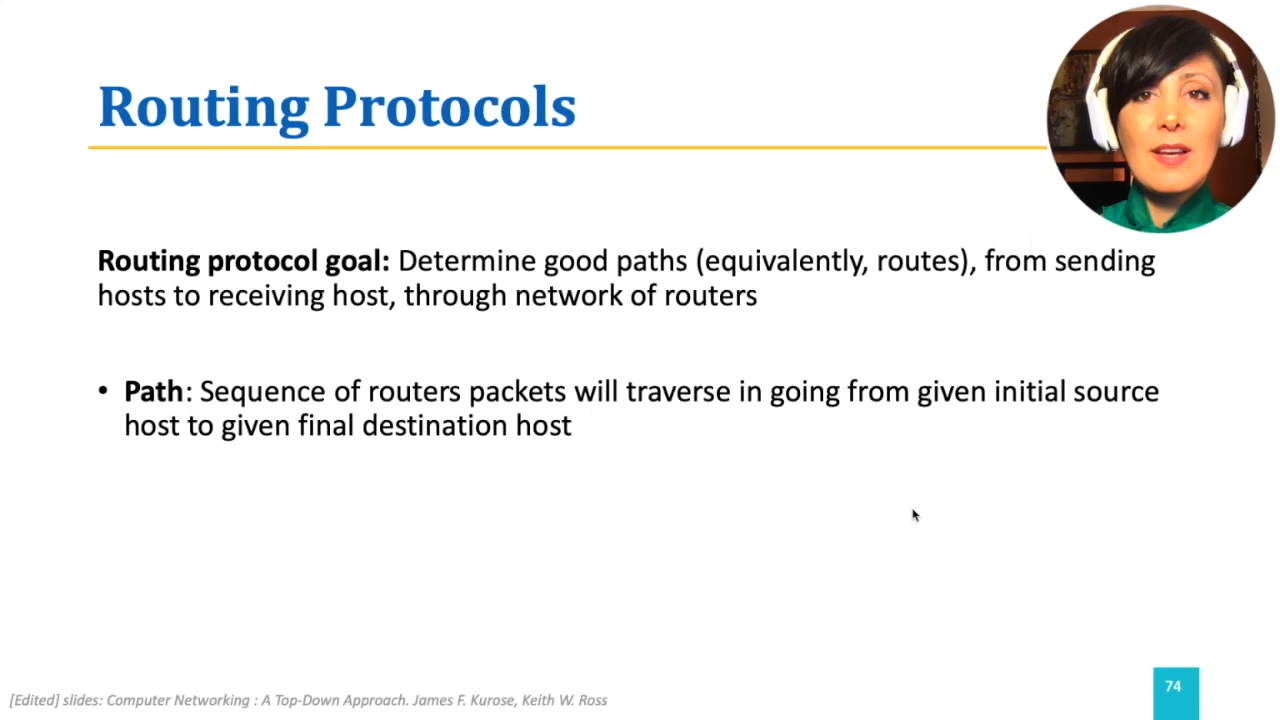 Routing Protocols
Routing protocol goal: Determine good paths (equivalently, routes), from sending
hosts to receiving host, through network of routers
• Path: Sequence of routers packets will traverse in going from given initial source
host to given final destination host
[Edited] slides: Computer Networking : A Top-Down Approach. James F. Kurose, Keith W. Ross
74